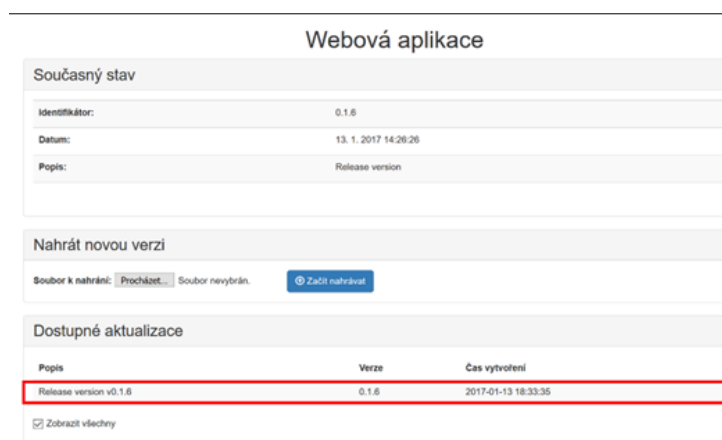 Webová aplikace
Současný stav
Identifikátor: 0.1.6
Datum: 13. 1. 2017 14:26:26
Popis: Release version
Nahrát novou verzi
Soubor k nahrání: Procházet... Soubor nevybrán. Začít nahrávat
Dostupné aktualizace
Popis Verze Čas vytvoření
Release version v0.1.6 0.1.6 2017-01-13 18:33:35
Zobrazit všechny